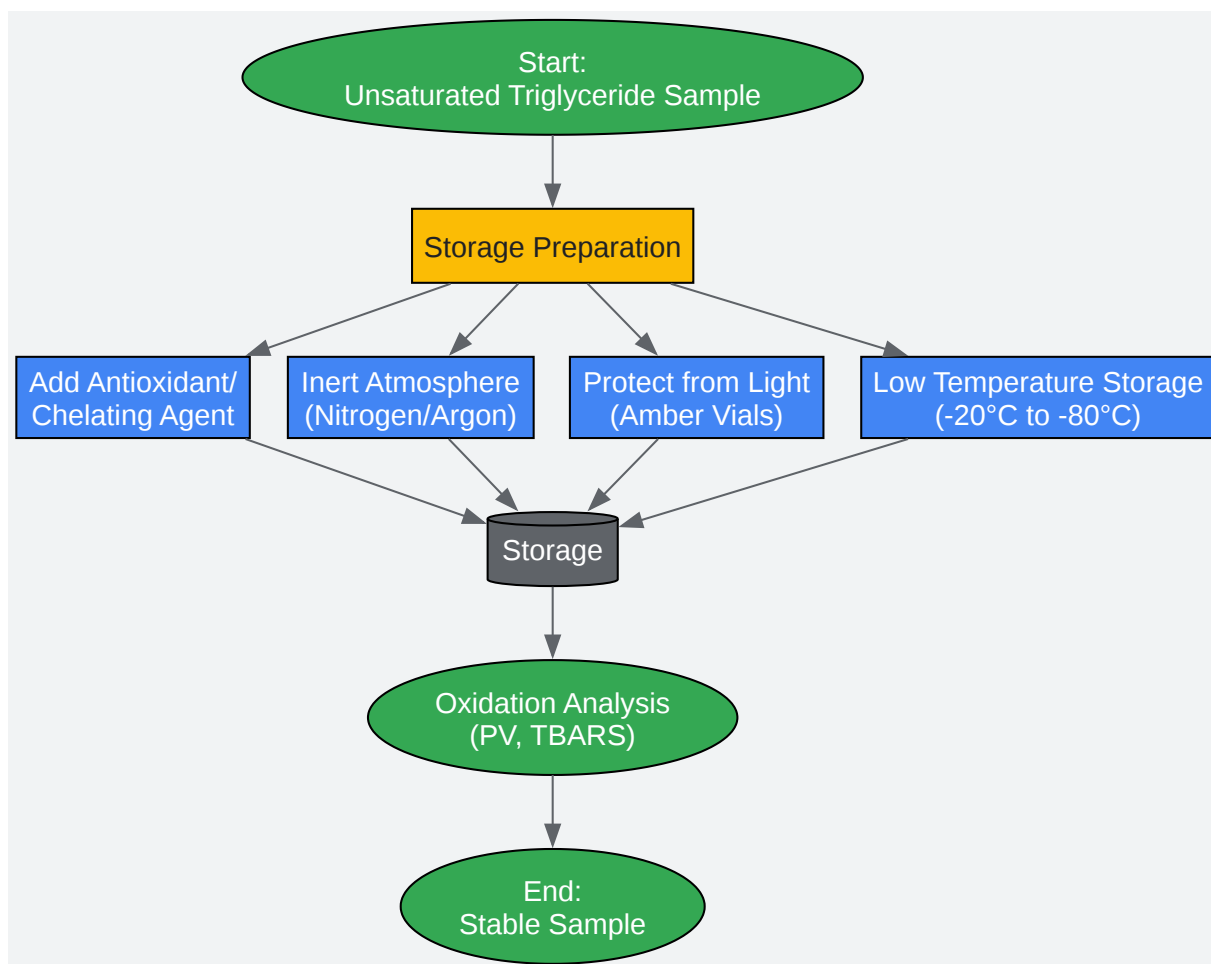 Start:
Unsaturated Triglyceride Sample
Storage Preparation
Add Antioxidant/
Chelating Agent
Inert Atmosphere
(Nitrogen/Argon)
Protect from Light
(Amber Vials)
Low Temperature Storage
(-20°C to -80°C)
Storage
Oxidation Analysis
(PV, TBARS)
End:
Stable Sample